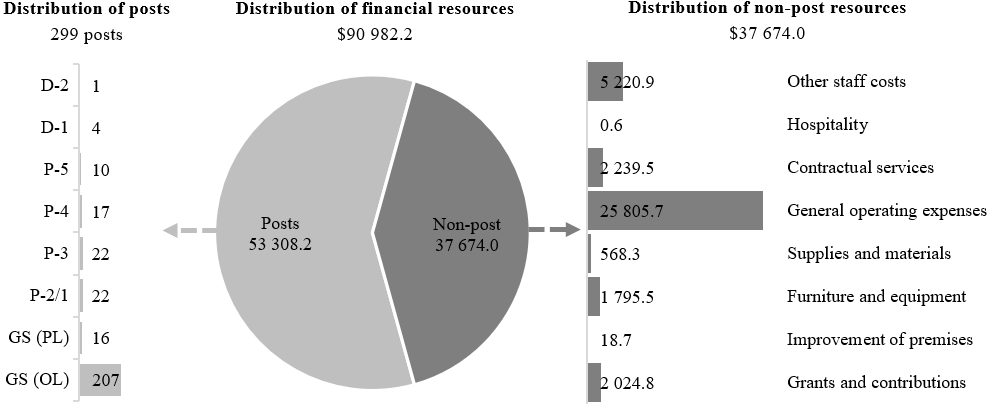 Distribution of posts
299 posts
D-2 1
D-1 4
P-5 10
P-4 17
P-3 22
P-2/1 22
GS (PL) 16
GS (OL) 207
Distribution of financial resources
$90 982.2
Posts
53 308.2
Non-post
37 674.0
Distribution of non-post resources
$37 674.0
5 220.9 Other staff costs
0.6 Hospitality
2 239.5 Contractual services
25 805.7 General operating expenses
568.3 Supplies and materials
1 795.5 Furniture and equipment
18.7 Improvement of premises
2 024.8 Grants and contributions